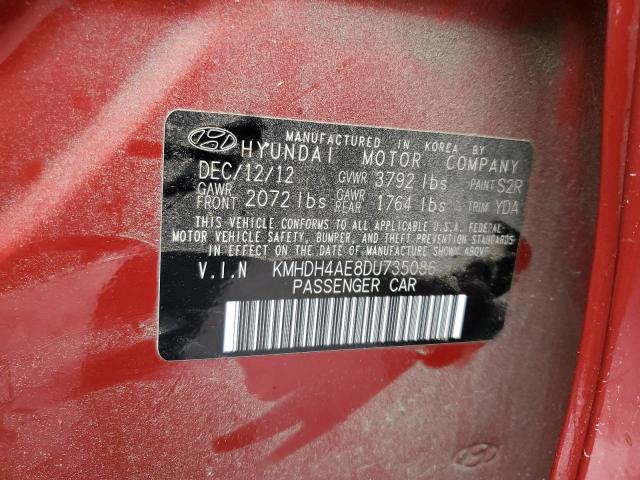 MANUFACTURED IN KOREA BY
HYUNDAI MOTOR COMPANY
DEC/12/12 GVWR 3792 lbs PAINT S2R
GAWR FRONT 2072 lbs GAWR REAR 1764 lbs TRIM YDA
THIS VEHICLE CONFORMS TO ALL APPLICABLE U.S.A. FEDERAL
MOTOR VEHICLE SAFETY, BUMPER, AND THEFT PREVENTION
STANDARDS IN EFFECT ON THE DATE OF MANUFACTURE SHOWN ABOVE.
V.I.N KMHDH4AE8DU735086
PASSENGER CAR